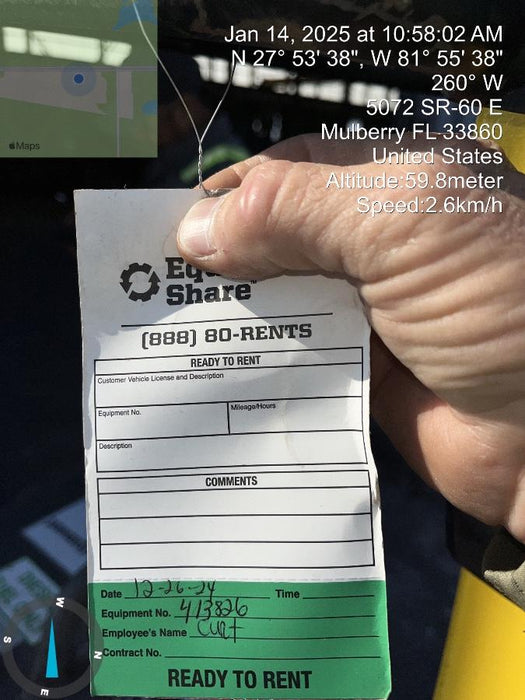 Jan 14, 2025 at 10:58:02 AM
N 27° 53' 38", W 81° 55' 38"
260° W
5072 SR-60 E
Mulberry FL 33860
United States
Altitude:59.8meter
Speed:2.6km/h
Maps
Equ
Share™
(888) 80-RENTS
READY TO RENT
Customer Vehicle License and Description
Equipment No. Mileage/Hours
Description
COMMENTS
Date 12-26-24 Time
Equipment No. 413826
Employee's Name Curt
Contract No.
READY TO RENT
W
S
N
E